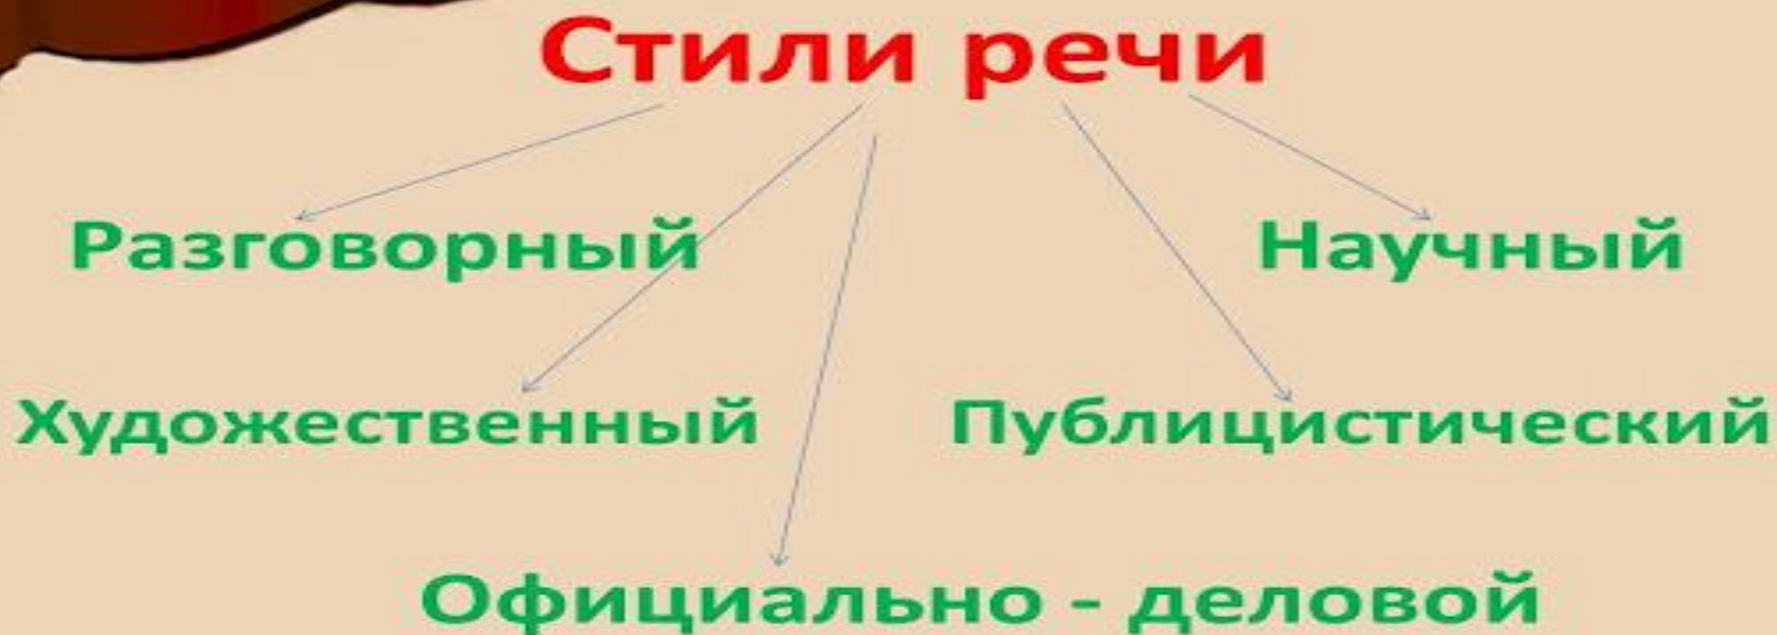 Стили речи
Разговорный
Научный
Художественный
Публицистический
Официально - деловой